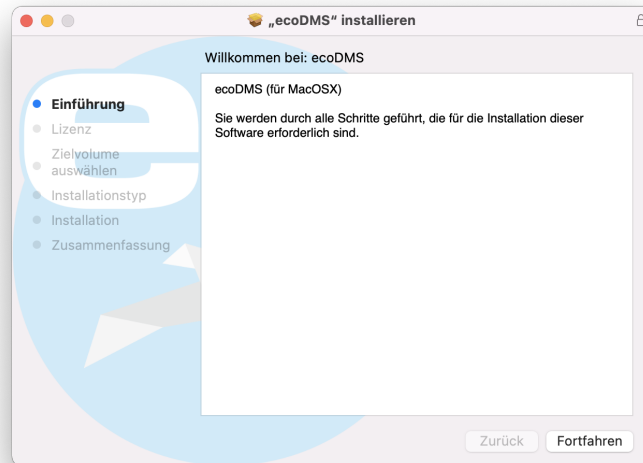 „ecoDMS“ installieren
Willkommen bei: ecoDMS
Einführung
Lizenz
Zielvolume
auswählen
Installationstyp
Installation
Zusammenfassung
ecoDMS (für MacOSX)
Sie werden durch alle Schritte geführt, die für die Installation dieser
Software erforderlich sind.
Zurück
Fortfahren